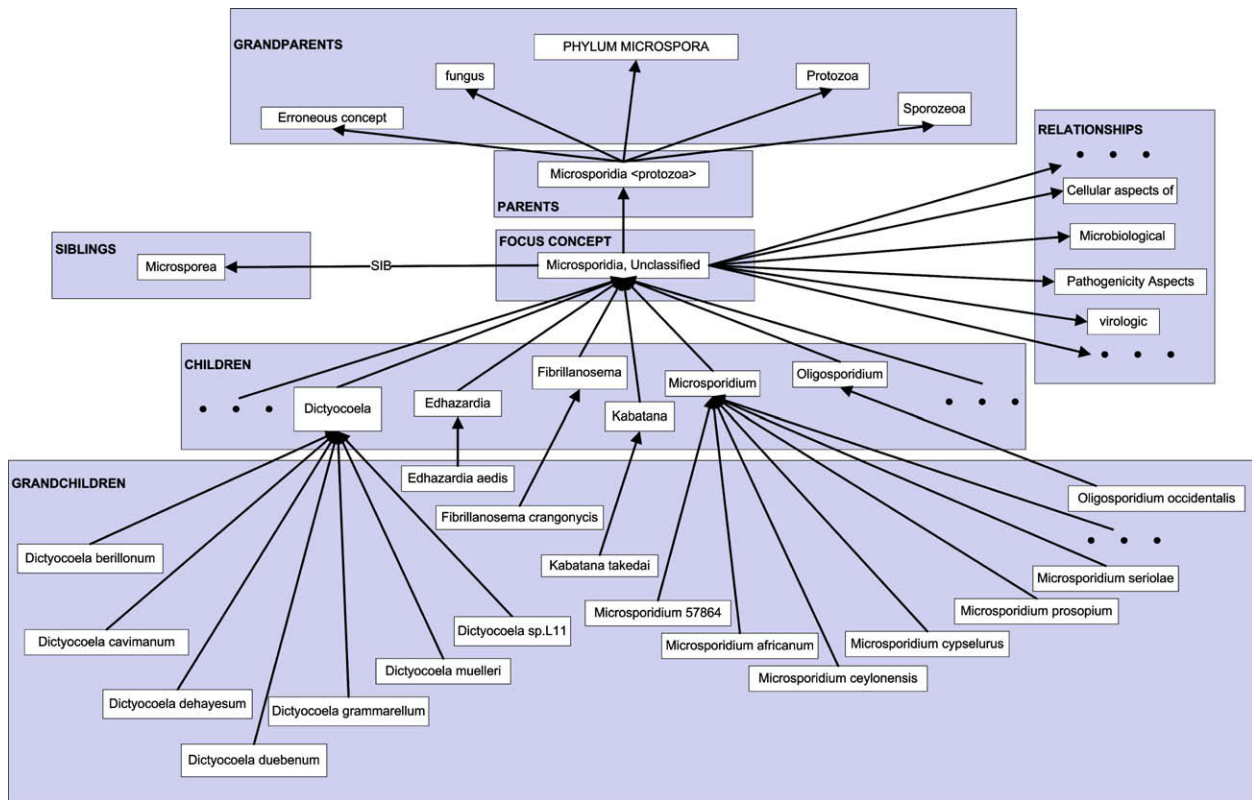 GRANDPARENTS
PHYLUM MICROSPORA
fungus
Protozoa
Erroneous concept
Sporozeoa
RELATIONSHIPS
• • •
Cellular aspects of
Microbiological
Pathogenicity Aspects
virologic
• • •
Microsporidia <protozoa>
PARENTS
SIBLINGS
Microsporea
SIB
FOCUS CONCEPT
Microsporidia, Unclassified
CHILDREN
• • •
Dictyocoela
Edhazardia
Fibrillanosema
Kabatana
Microsporidium
Oligosporidium
• • •
GRANDCHILDREN
Edhazardia aedis
Fibrillanosema crangonycis
Kabatana takedai
Oligosporidium occidentalis
• • •
Dictyocoela berillonum
Dictyocoela cavimanum
Dictyocoela dehayesum
Dictyocoela duebenum
Dictyocoela grammarellum
Dictyocoela muelleri
Dictyocoela sp.L11
Microsporidium 57864
Microsporidium africanum
Microsporidium ceylonensis
Microsporidium cypselurus
Microsporidium prosopium
Microsporidium seriolae